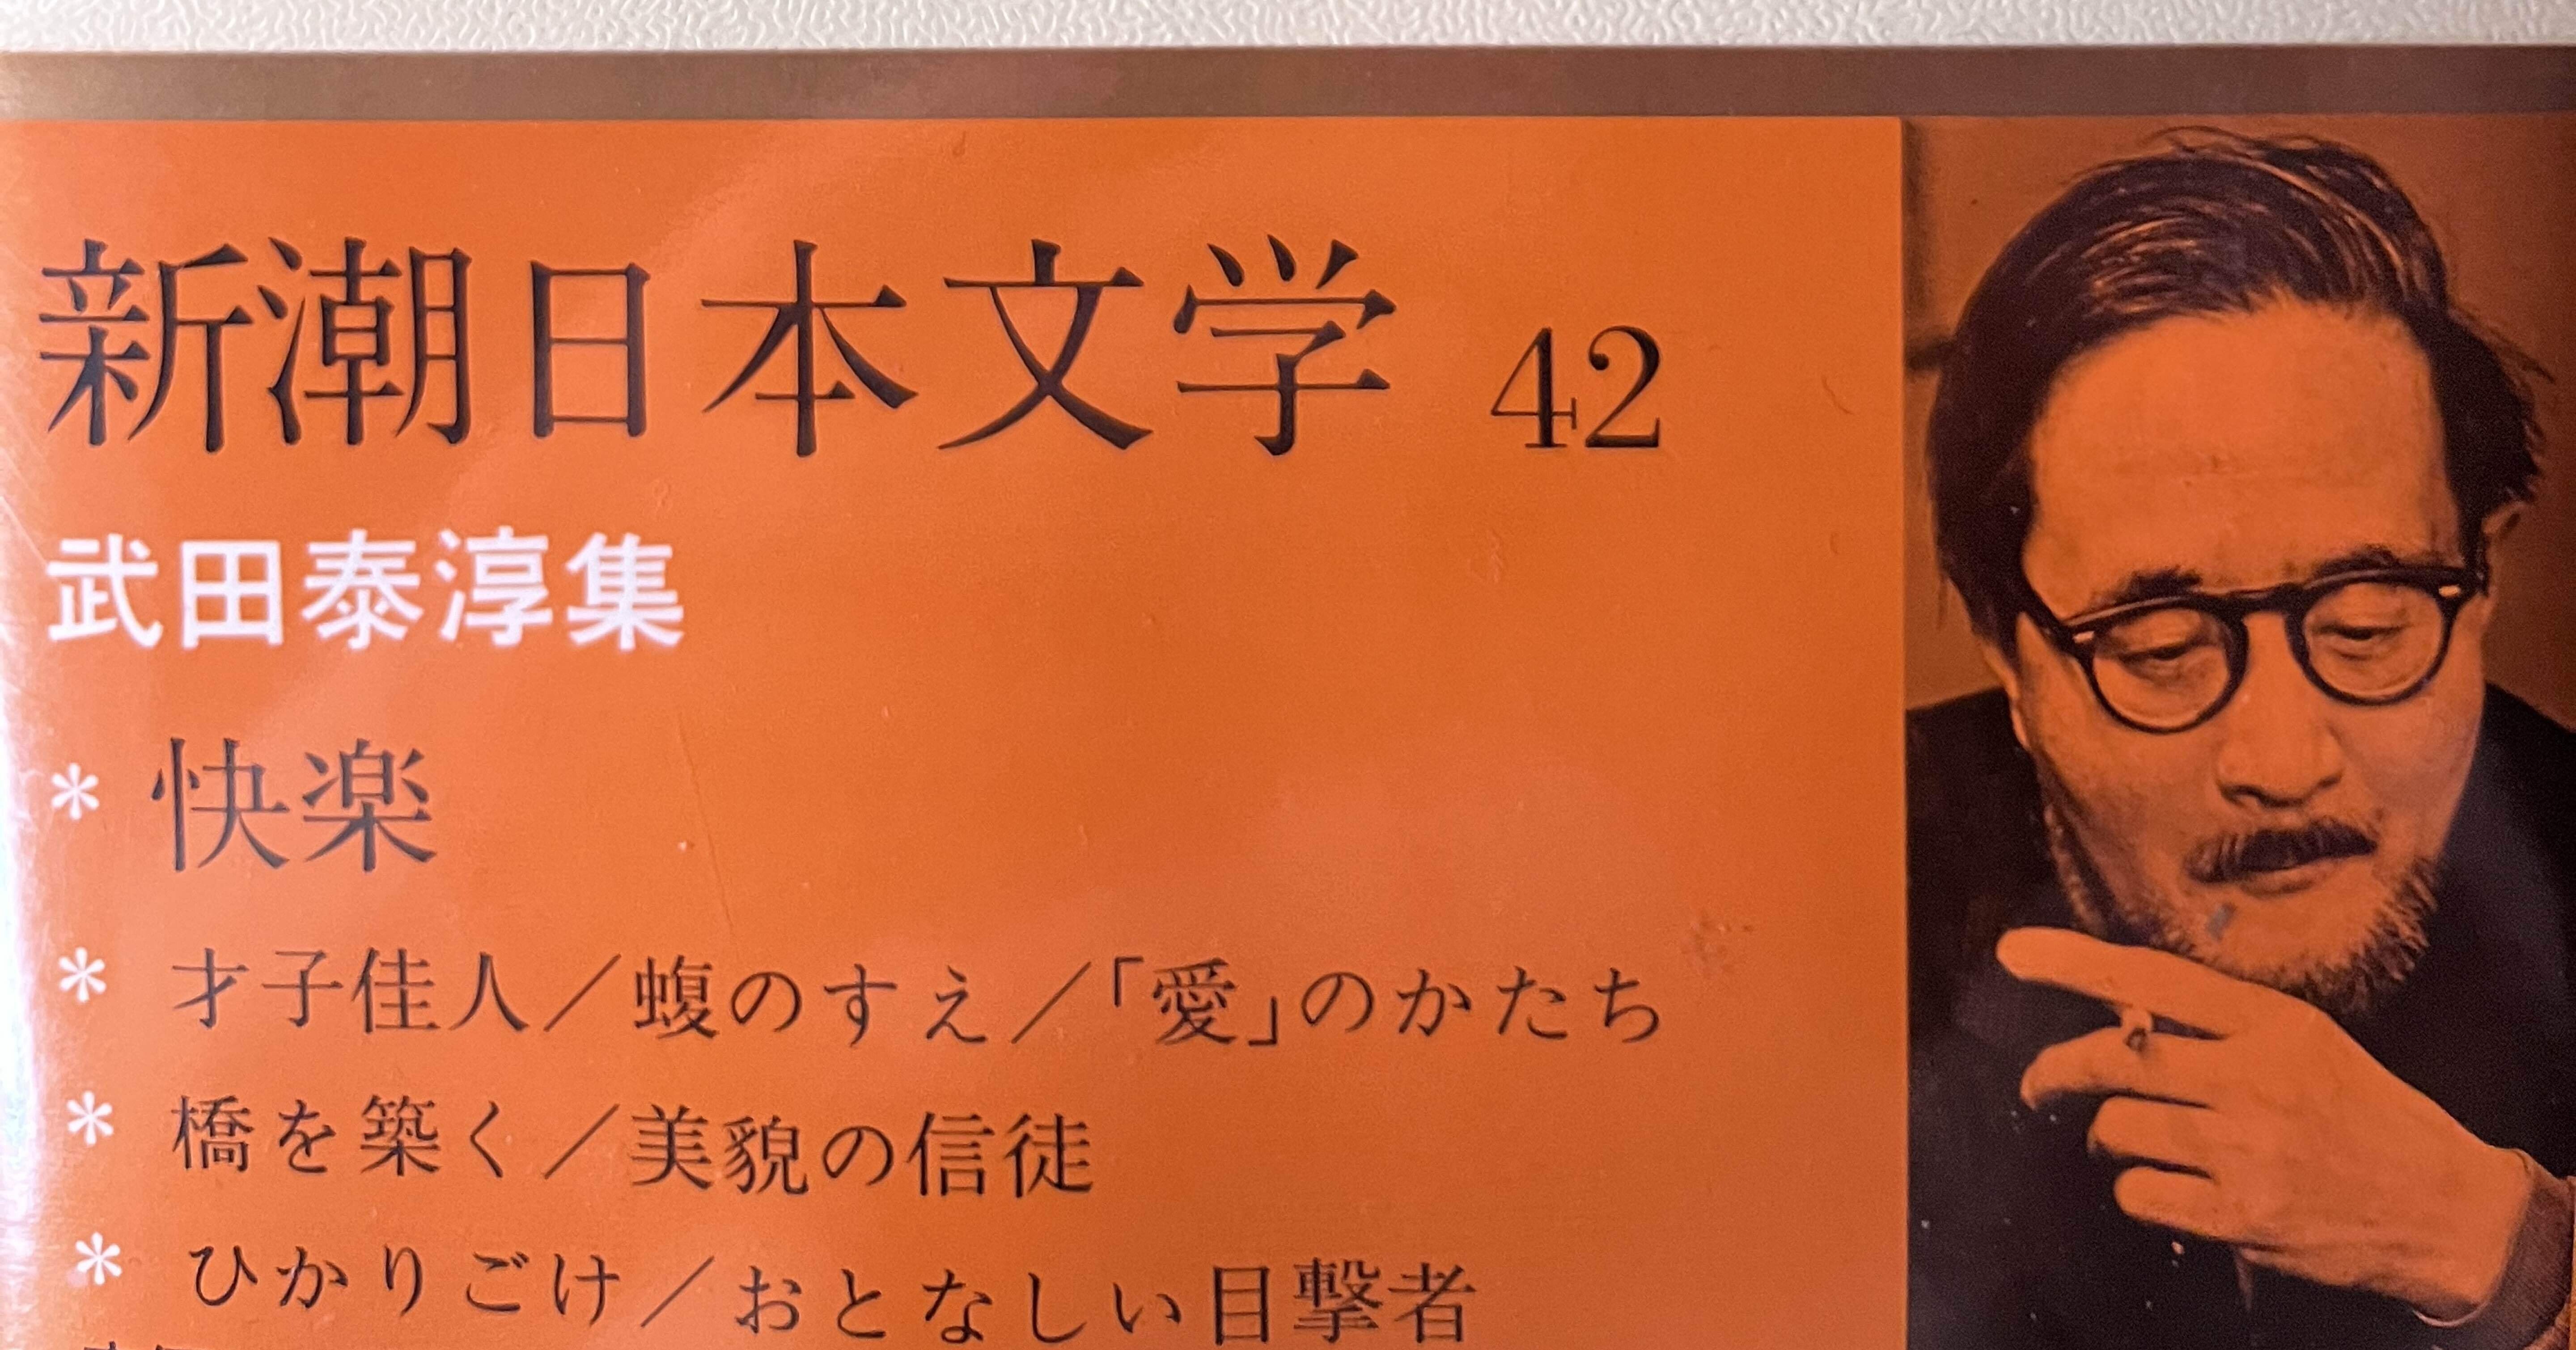 新潮日本文学 42
武田泰淳集
* 快楽
* 才子佳人／蝮のすえ／「愛」のかたち
* 橋を築く／美貌の信徒
* ひかりごけ／おとなしい目撃者